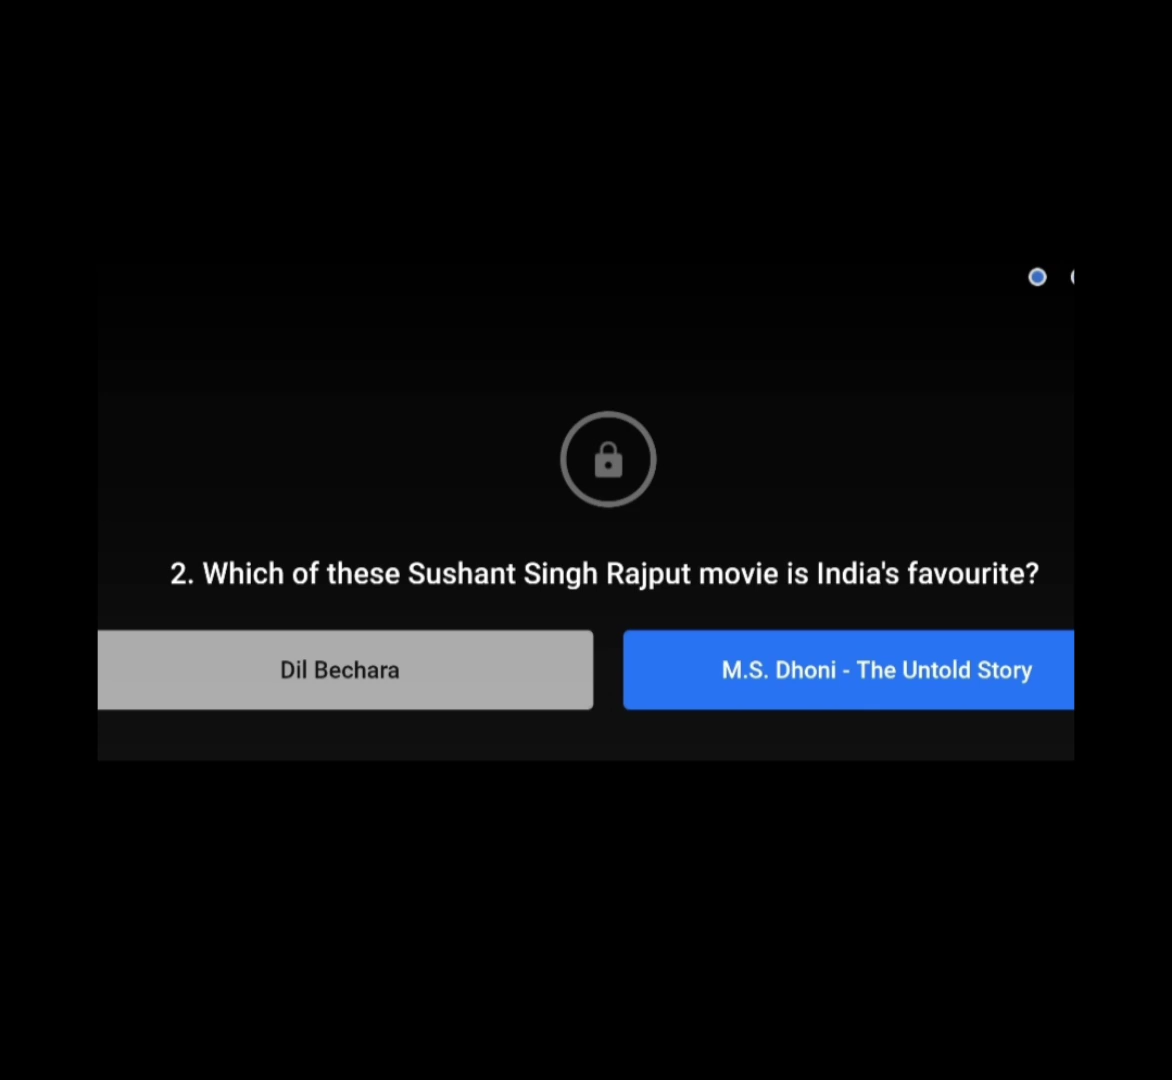 2. Which of these Sushant Singh Rajput movie is India's favourite?
Dil Bechara
M.S. Dhoni - The Untold Story